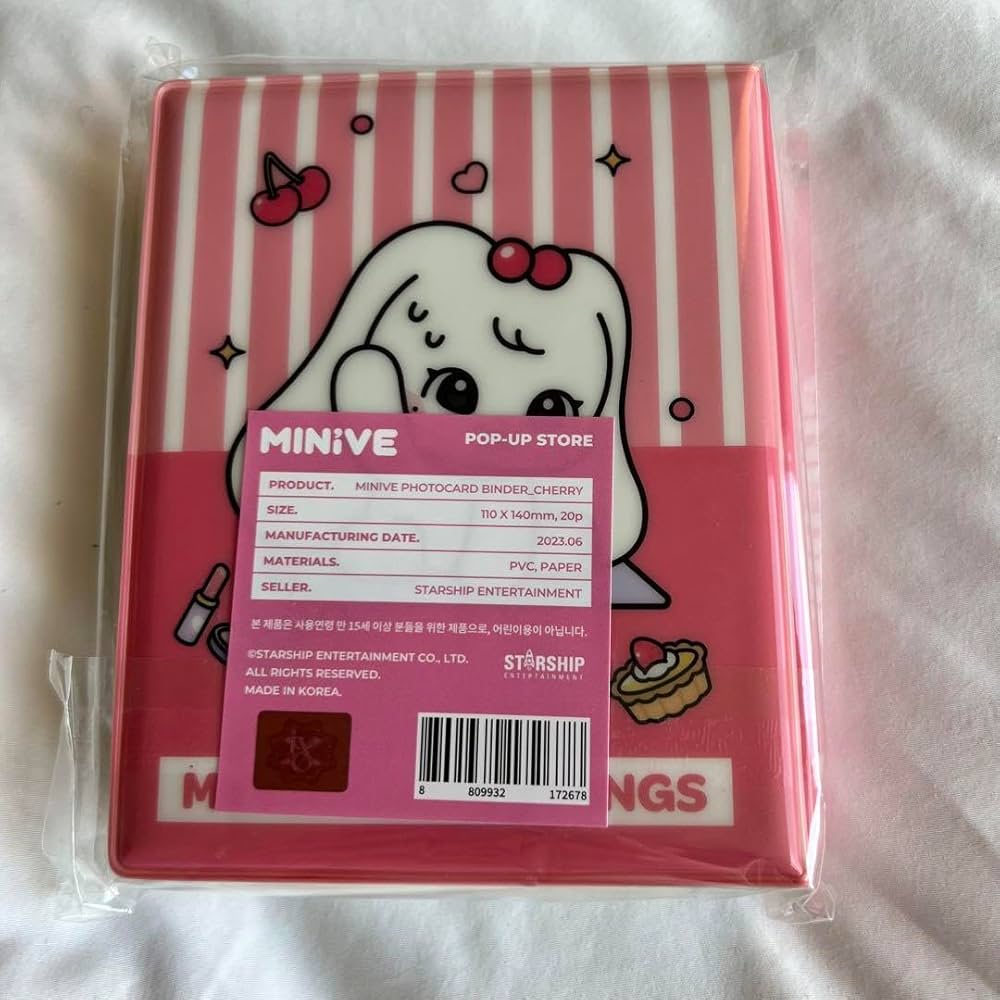 MINiVE POP-UP STORE
PRODUCT. MINIVE PHOTOCARD BINDER_CHERRY
SIZE. 110 X 140mm, 20p
MANUFACTURING DATE. 2023.06
MATERIALS. PVC, PAPER
SELLER. STARSHIP ENTERTAINMENT
본 제품은 사용연령 만 15세 이상 분들을 위한 제품으로, 어린이용이 아닙니다.
©STARSHIP ENTERTAINMENT CO., LTD.
ALL RIGHTS RESERVED.
MADE IN KOREA.
STARSHIP
ENTERTAINMENT
8 809932 172678
M NGS